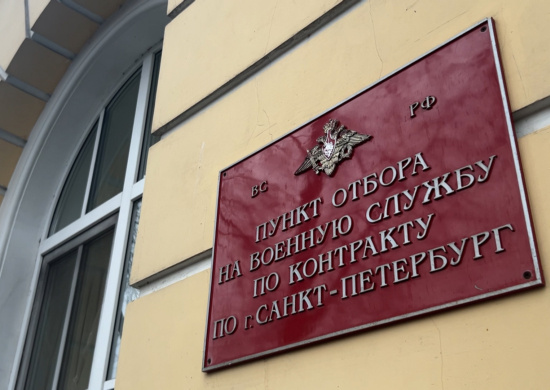 ВС РФ
ПУНКТ ОТБОРА
НА ВОЕННУЮ СЛУЖБУ
ПО КОНТРАКТУ
ПО г. САНКТ-ПЕТЕРБУРГ